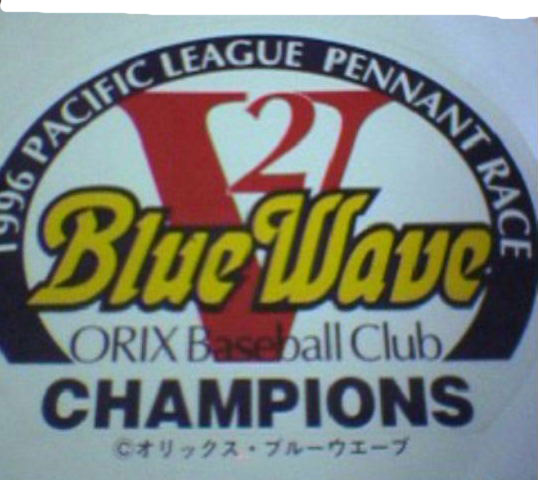 1996 PACIFIC LEAGUE PENNANT RACE
V2
Blue Wave
ORIX Baseball Club
CHAMPIONS
©オリックス・ブルーウエーブ